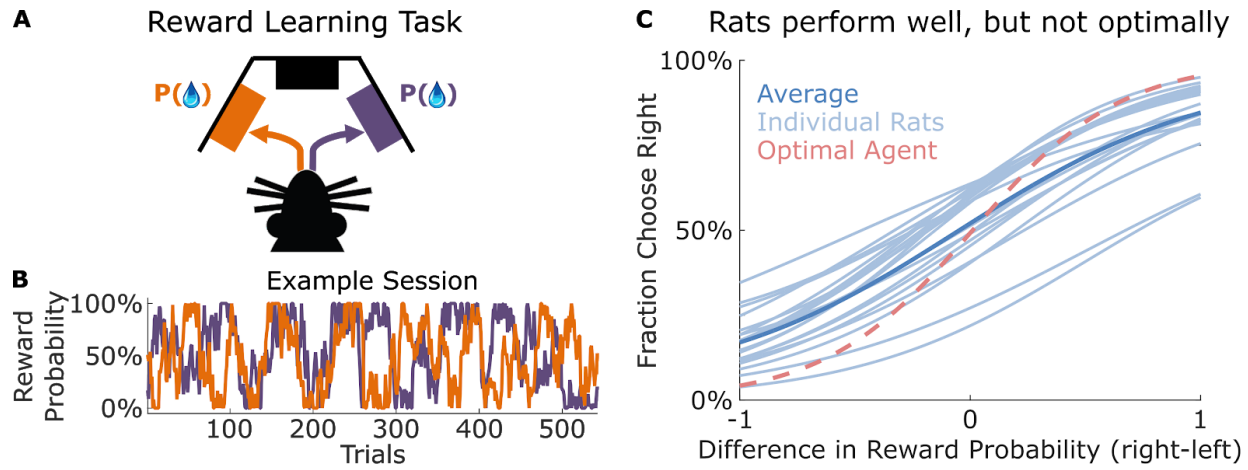 A
Reward Learning Task
P(💧)
P(💧)
B
Example Session
Reward
Probability
100%
50%
0%
100
200
300
400
500
Trials
C
Rats perform well, but not optimally
Average
Individual Rats
Optimal Agent
Fraction Choose Right
100%
50%
0%
-1
0
1
Difference in Reward Probability (right-left)